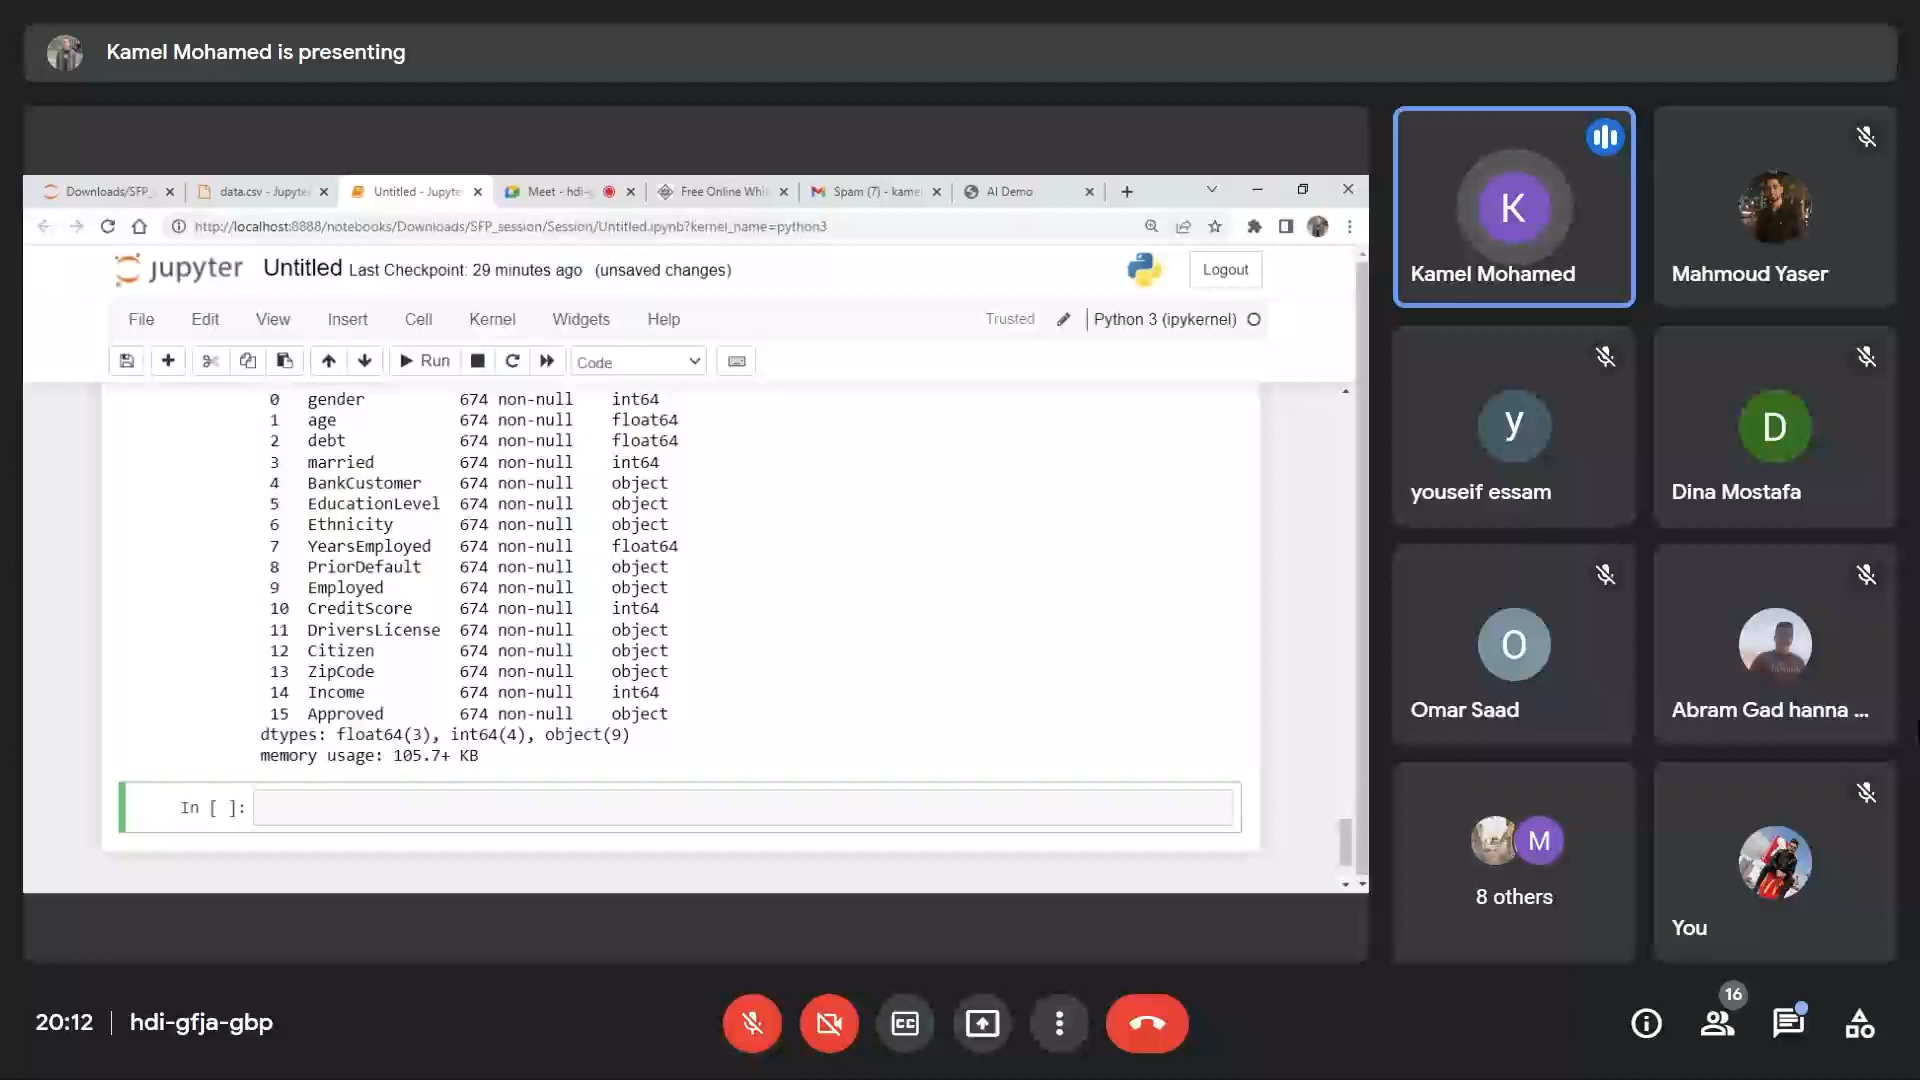 Kamel Mohamed is presenting
Downloads/SFP_
data.csv - Jupyte
Untitled - Jupyte
Meet - hdi-g
Free Online Whi
Spam (7) - kame
AI Demo
http://localhost:8888/notebooks/Downloads/SFP_session/Session/Untitled.ipynb?kernel_name=python3
jupyter Untitled Last Checkpoint: 29 minutes ago (unsaved changes)
Logout
File Edit View Insert Cell Kernel Widgets Help
Trusted
Python 3 (ipykernel)
Run
Code
0 gender 674 non-null int64
1 age 674 non-null float64
2 debt 674 non-null float64
3 married 674 non-null int64
4 BankCustomer 674 non-null object
5 EducationLevel 674 non-null object
6 Ethnicity 674 non-null object
7 YearsEmployed 674 non-null float64
8 PriorDefault 674 non-null object
9 Employed 674 non-null object
10 CreditScore 674 non-null int64
11 DriversLicense 674 non-null object
12 Citizen 674 non-null object
13 ZipCode 674 non-null object
14 Income 674 non-null int64
15 Approved 674 non-null object
dtypes: float64(3), int64(4), object(9)
memory usage: 105.7+ KB
In [ ]:
K
Kamel Mohamed
Mahmoud Yaser
y
youseif essam
D
Dina Mostafa
O
Omar Saad
Abram Gad hanna ...
M
8 others
You
20:12
hdi-gfja-gbp
CC
16